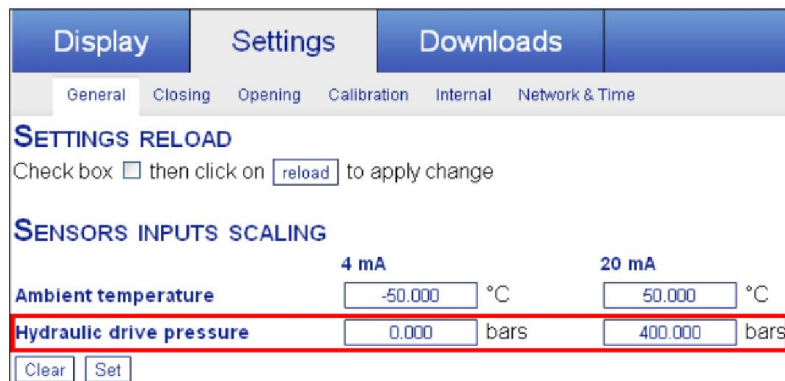 Display Settings Downloads
General Closing Opening Calibration Internal Network & Time
SETTINGS RELOAD
Check box then click on reload to apply change
SENSORS INPUTS SCALING
4 mA 20 mA
Ambient temperature -50.000 °C 50.000 °C
Hydraulic drive pressure 0.000 bars 400.000 bars
Clear Set